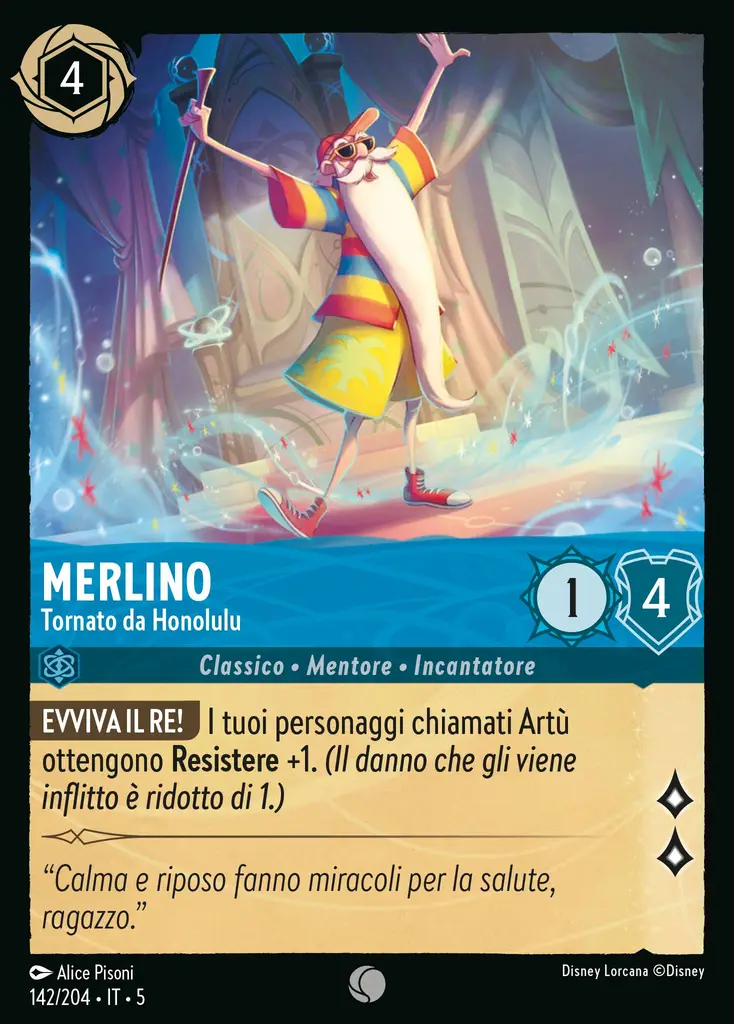 4
MERLINO
Tornato da Honolulu
1
4
Classico • Mentore • Incantatore
EVVIVA IL RE! I tuoi personaggi chiamati Artù
ottengono Resistere +1. (Il danno che gli viene
inflitto è ridotto di 1.)
“Calma e riposo fanno miracoli per la salute,
ragazzo.”
Alice Pisoni
Disney Lorcana ©Disney
142/204 • IT • 5